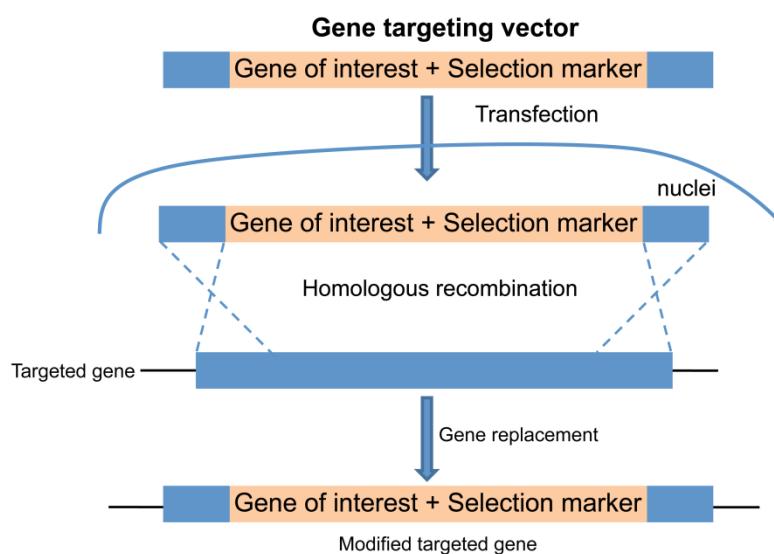 Gene targeting vector
Gene of interest + Selection marker
Transfection
nuclei
Gene of interest + Selection marker
Homologous recombination
Targeted gene
Gene replacement
Gene of interest + Selection marker
Modified targeted gene